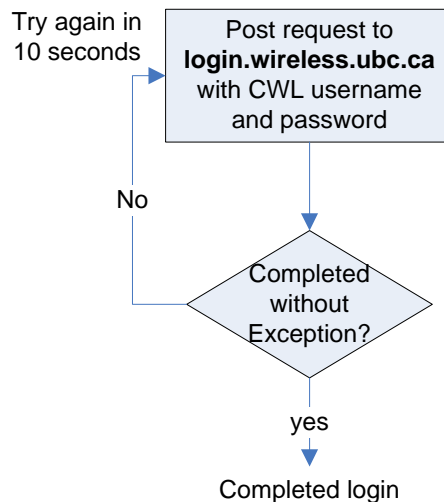 Try again in
10 seconds
Post request to
login.wireless.ubc.ca
with CWL username
and password
No
Completed
without
Exception?
yes
Completed login